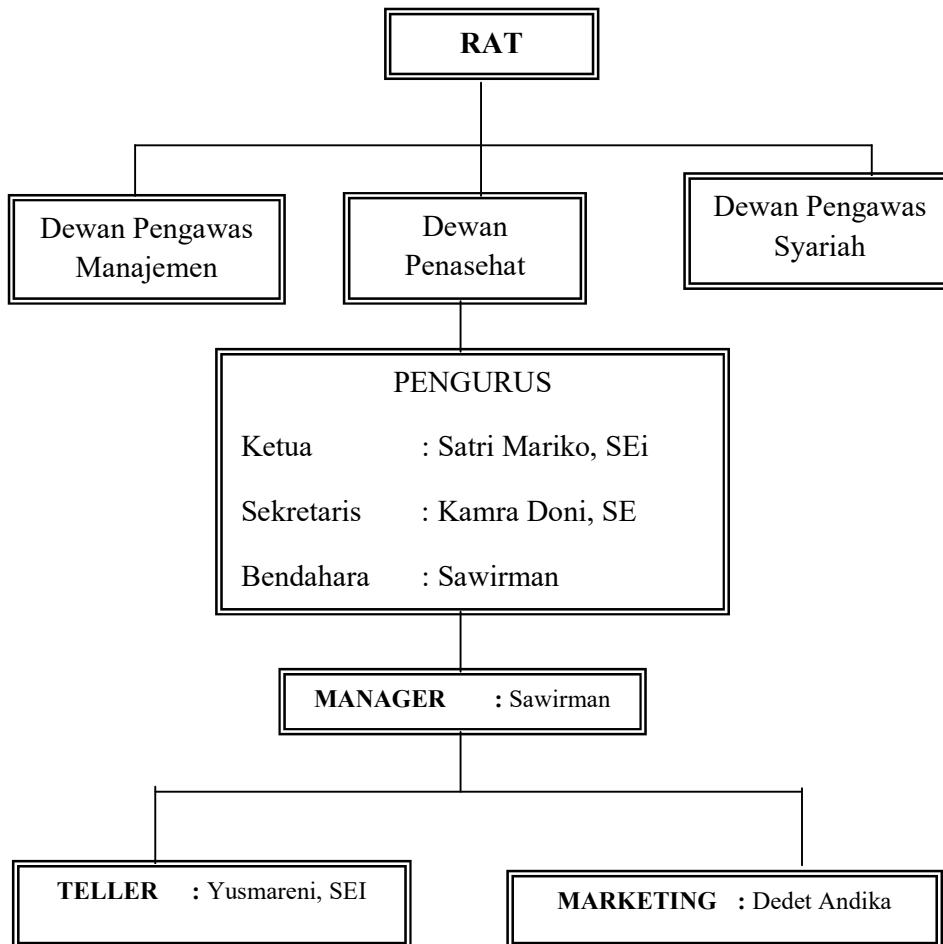 RAT
Dewan Pengawas
Manajemen
Dewan
Penasehat
Dewan Pengawas
Syariah
PENGURUS
Ketua : Satri Mariko, SEi
Sekretaris : Kamra Doni, SE
Bendahara : Sawirman
MANAGER : Sawirman
TELLER : Yusmareni, SEI
MARKETING : Dedet Andika